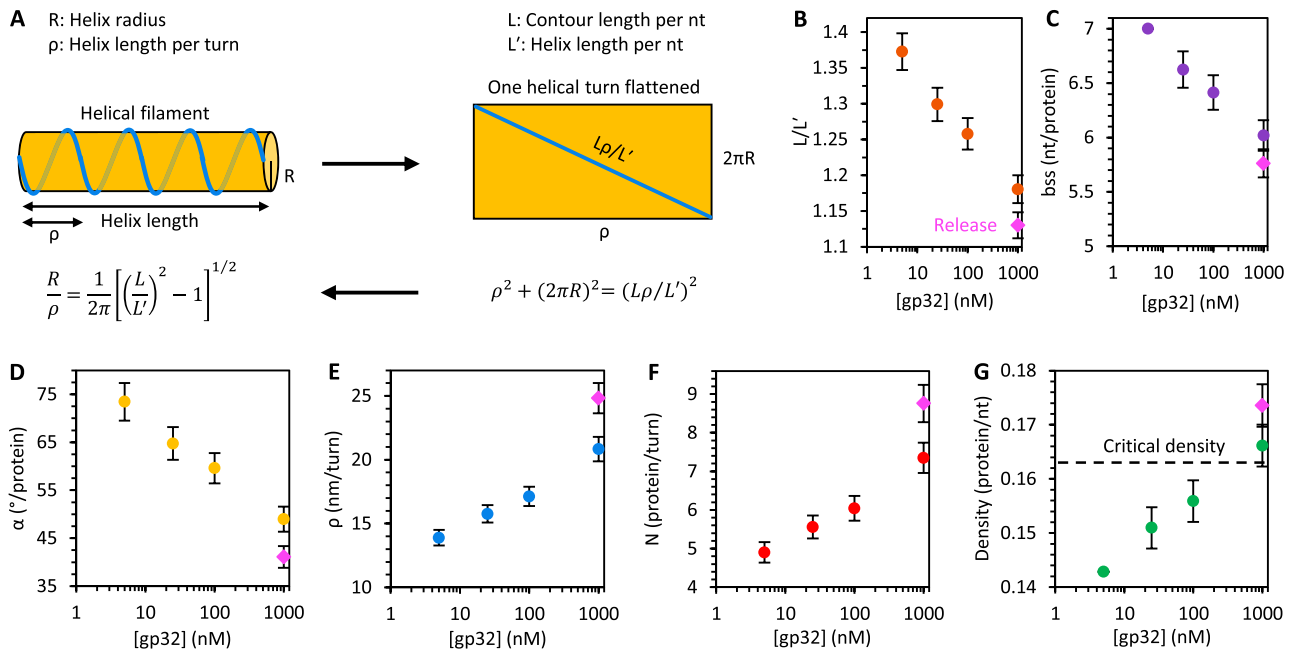 A
R: Helix radius
ρ: Helix length per turn
L: Contour length per nt
L′: Helix length per nt
Helical filament
R
Helix length
ρ
One helical turn flattened
Lρ/L′
2πR
ρ
R/ρ = 1/2π [(L/L′)² − 1]^1/2
ρ² + (2πR)² = (Lρ/L′)²
B
L/L′
1.4
1.35
1.3
1.25
1.2
1.15
1.1
Release
1 10 100 1000
[gp32] (nM)
C
bss (nt/protein)
7
6.5
6
5.5
5
1 10 100 1000
[gp32] (nM)
D
α (°/protein)
75
65
55
45
35
1 10 100 1000
[gp32] (nM)
E
ρ (nm/turn)
25
20
15
10
1 10 100 1000
[gp32] (nM)
F
N (protein/turn)
9
8
7
6
5
4
1 10 100 1000
[gp32] (nM)
G
Density (protein/nt)
0.18
0.17
0.16
0.15
0.14
Critical density
1 10 100 1000
[gp32] (nM)